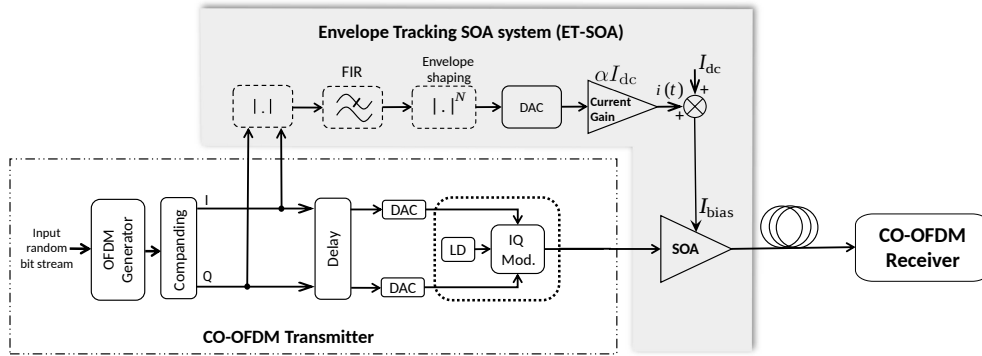 Envelope Tracking SOA system (ET-SOA)
Envelope
shaping
FIR
αI_dc
I_dc
| . |
| . |^N
DAC
Current
Gain
i(t)
+
+
I
Input
random
bit stream
OFDM
Generator
Companding
Q
Delay
DAC
DAC
LD
IQ
Mod.
I_bias
SOA
CO-OFDM
Receiver
CO-OFDM Transmitter